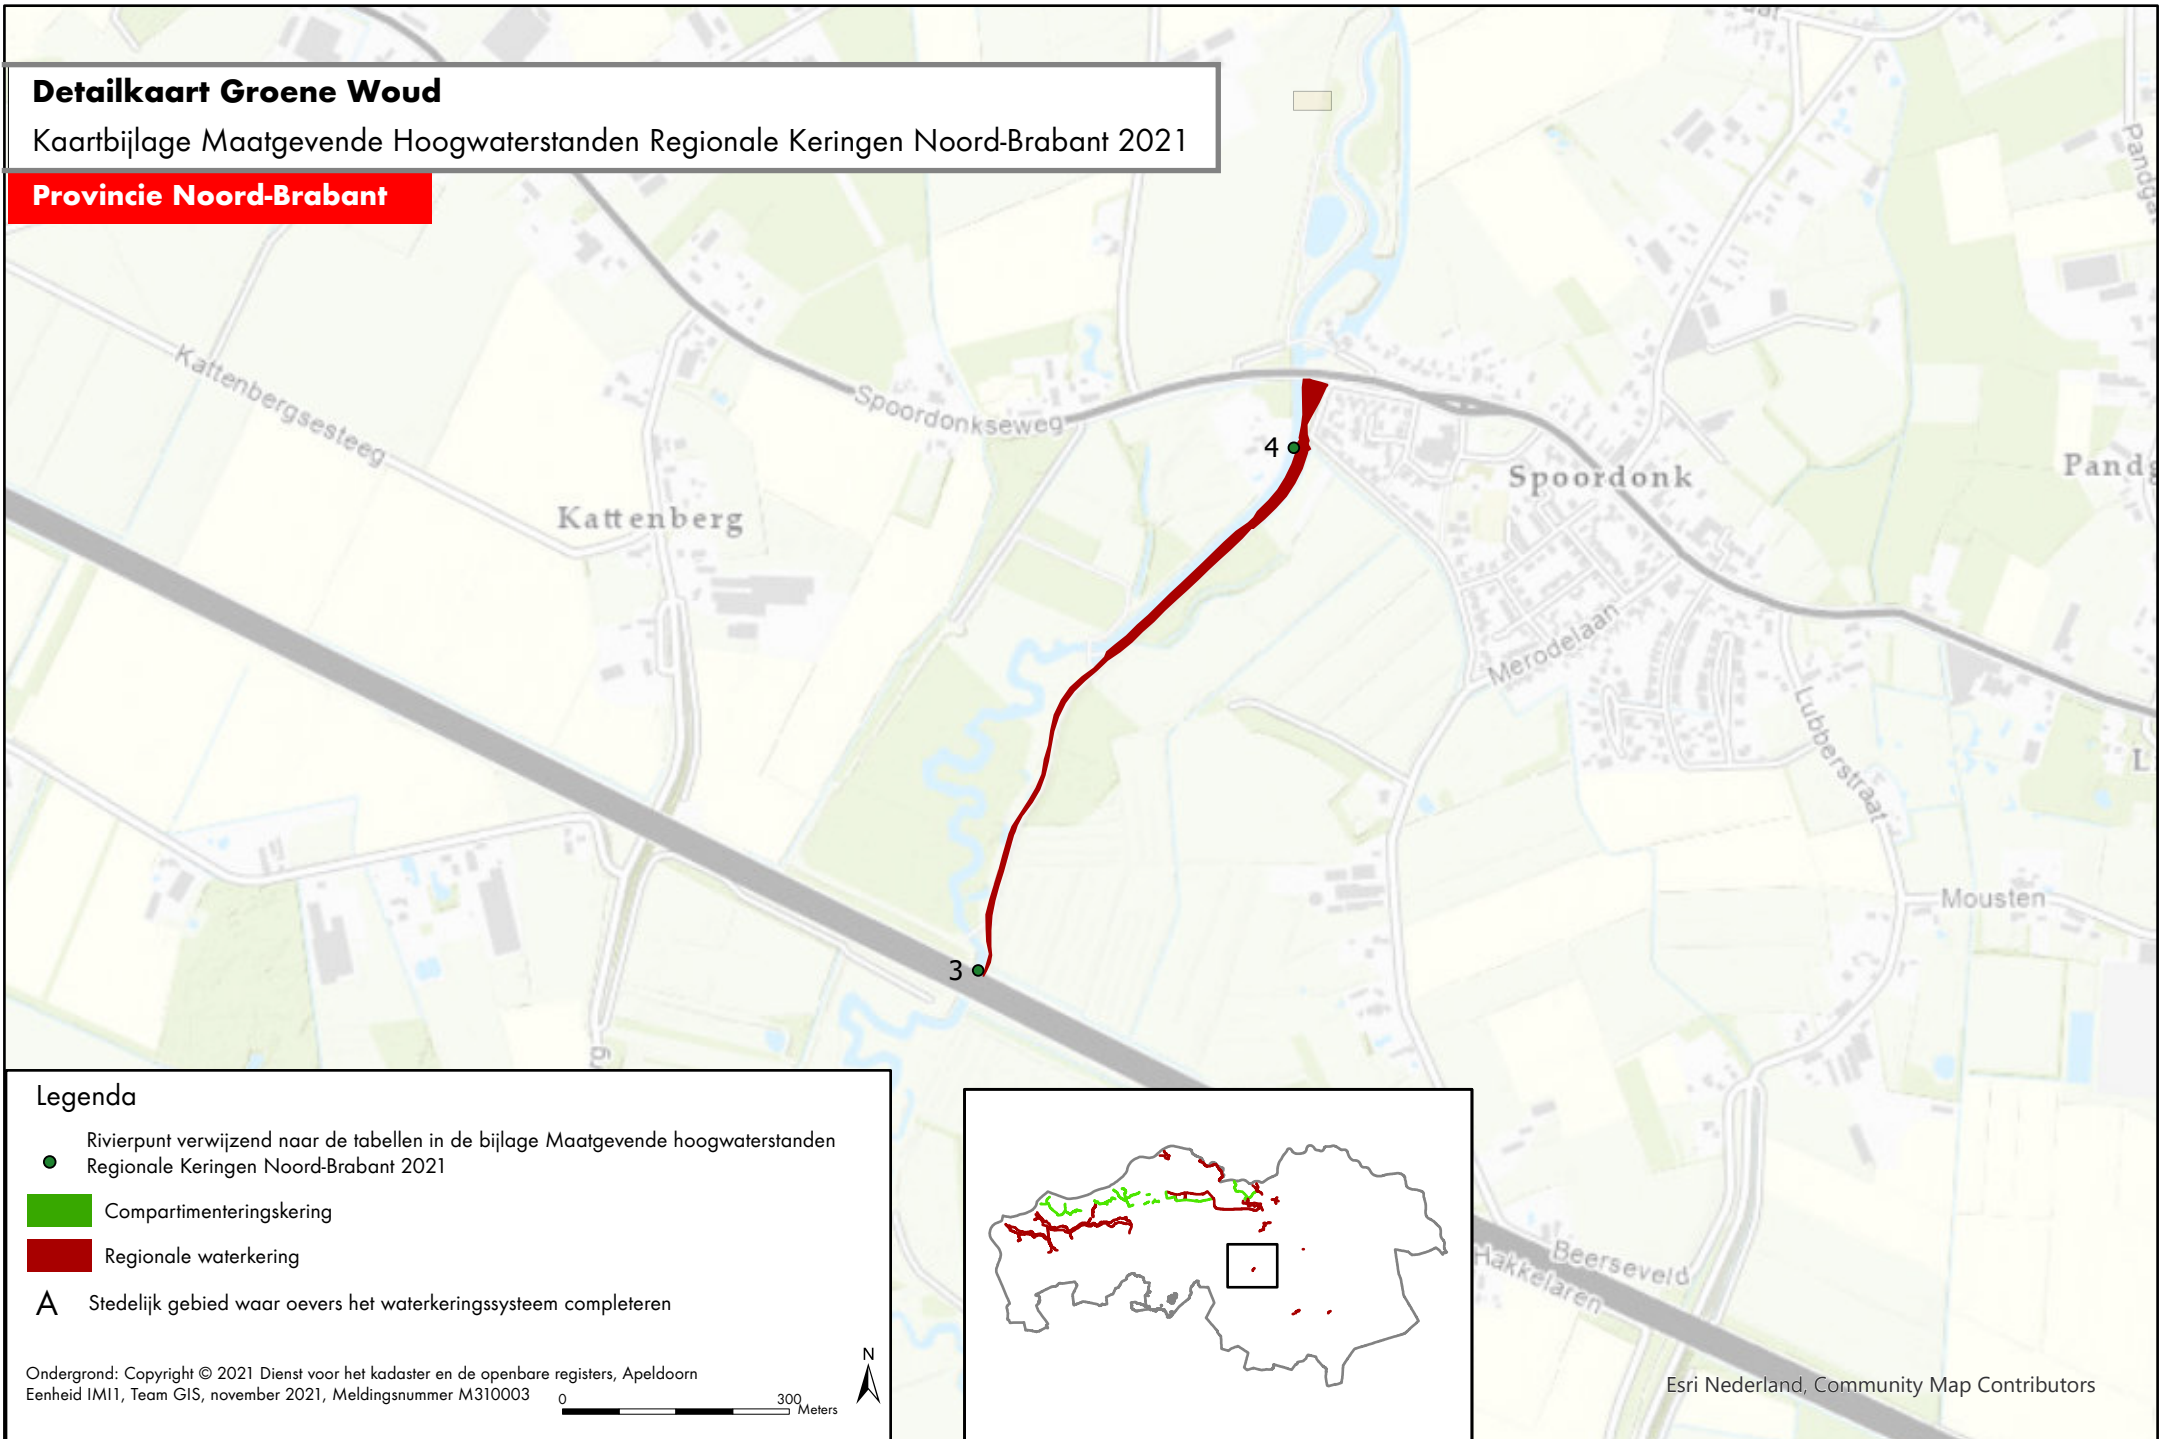 Detailkaart Groene Woud
Kaartbijlage Maatgevende Hoogwaterstanden Regionale Keringen Noord-Brabant 2021
Provincie Noord-Brabant
Kattenbergsesteeg
Spoordonkseweg
Kattenberg
4
Spoordonk
Merodelaan
Lubberstraat
Mousten
3
Beerseveld
Hakkelaren
Legenda
Rivierpunt verwijzend naar de tabellen in de bijlage Maatgevende hoogwaterstanden
Regionale Keringen Noord-Brabant 2021
Compartimenteringskering
Regionale waterkering
A Stedelijk gebied waar oevers het waterkeringssysteem completeren
Ondergrond: Copyright © 2021 Dienst voor het kadaster en de openbare registers, Apeldoorn
Eenheid IMI1, Team GIS, november 2021, Meldingsnummer M310003
0 300 Meters
N
Esri Nederland, Community Map Contributors